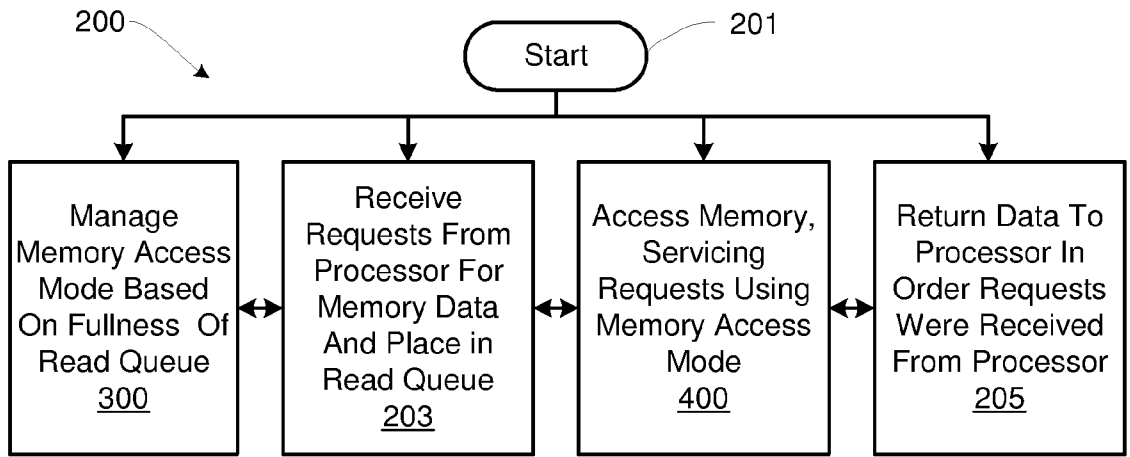 200
201
Start
Manage
Memory Access
Mode Based
On Fullness Of
Read Queue
300
Receive
Requests From
Processor For
Memory Data
And Place in
Read Queue
203
Access Memory,
Servicing
Requests Using
Memory Access
Mode
400
Return Data To
Processor In
Order Requests
Were Received
From Processor
205